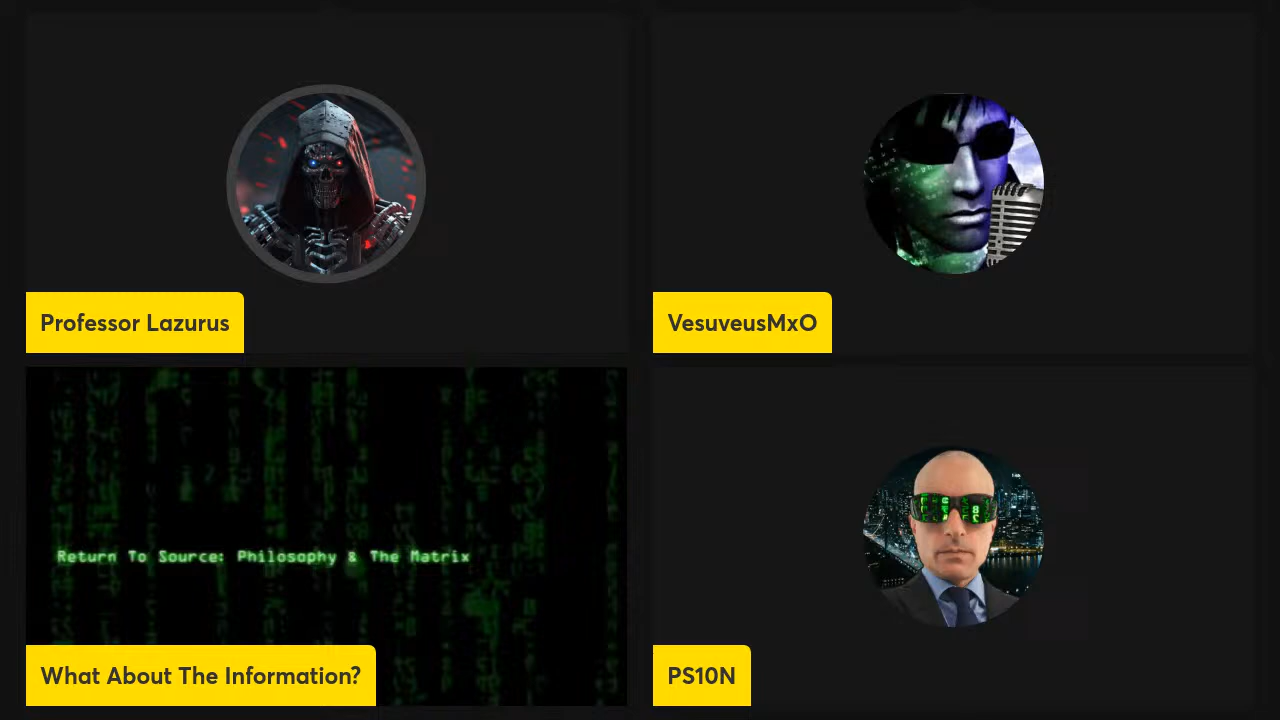 Professor Lazurus
VesuveusMxO
Return To Source: Philosophy & The Matrix
What About The Information?
PS10N